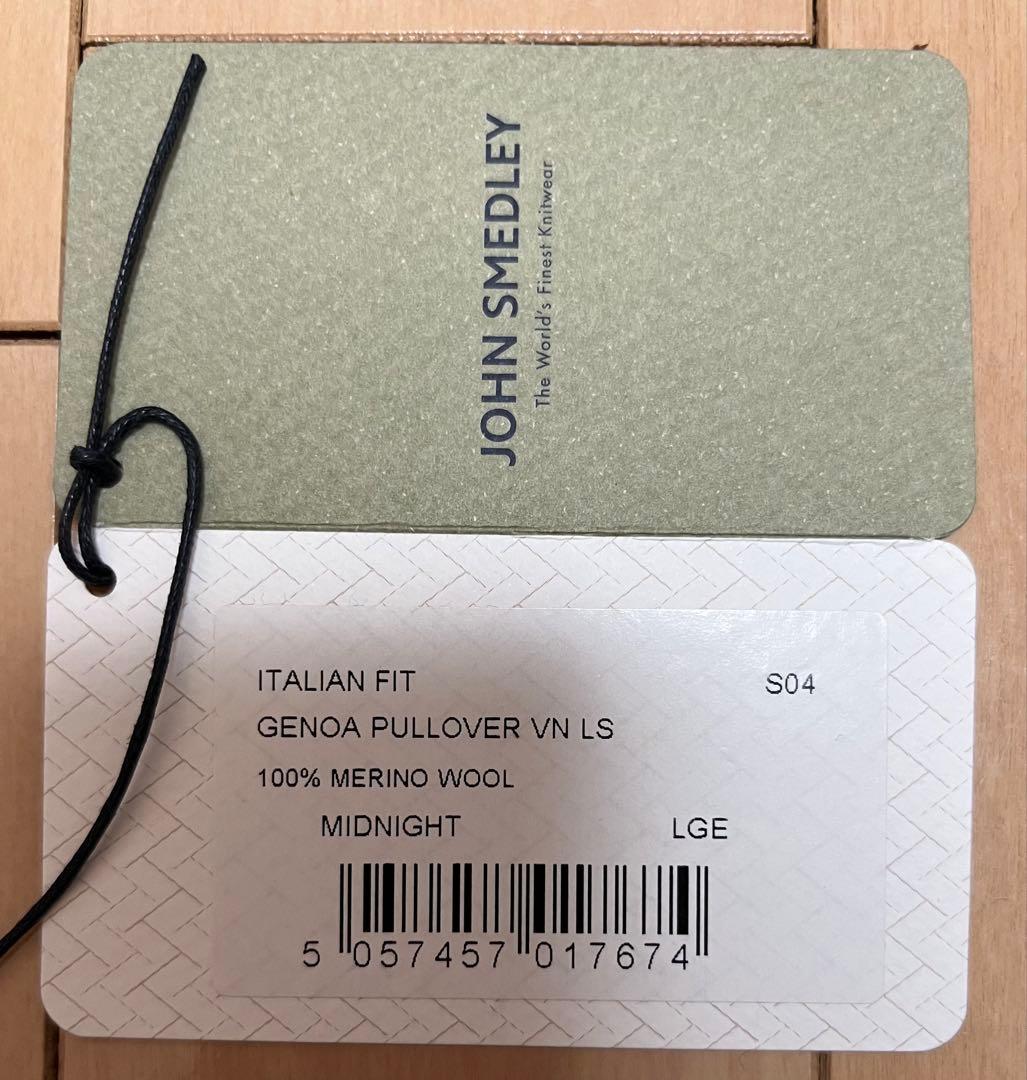 JOHN SMEDLEY
The World's Finest Knitwear
ITALIAN FIT S04
GENOA PULLOVER VN LS
100% MERINO WOOL
MIDNIGHT LGE
5 057457 017674